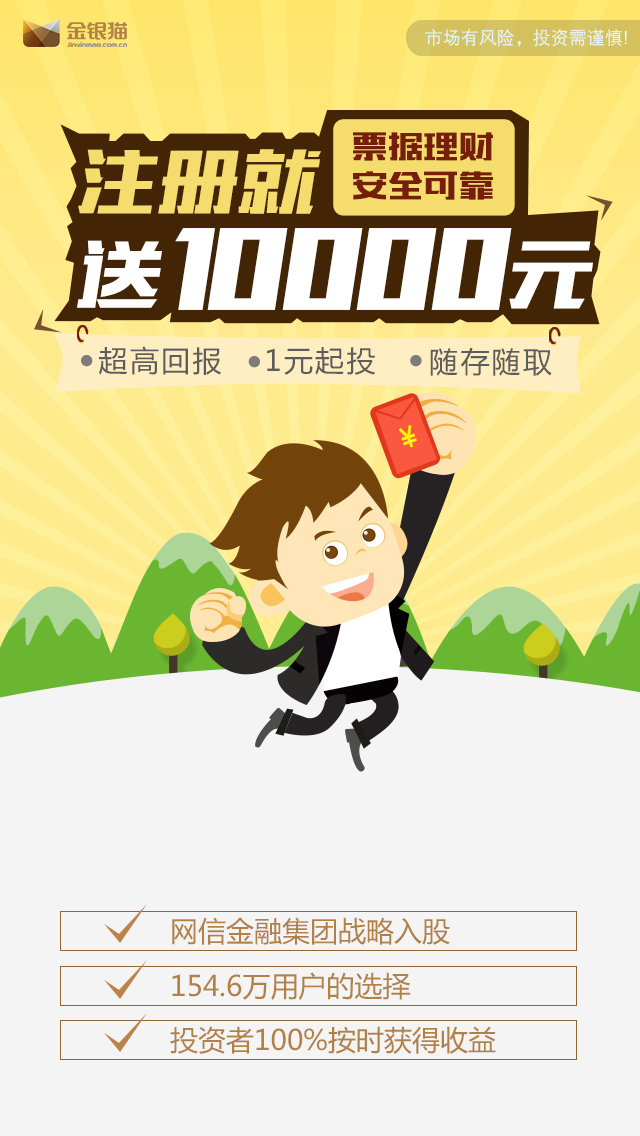 金银猫
Jinyinmao.com.cn
市场有风险，投资需谨慎!
票据理财
安全可靠
注册就
送10000元
•超高回报 •1元起投 •随存随取
¥
网信金融集团战略入股
154.6万用户的选择
投资者100%按时获得收益